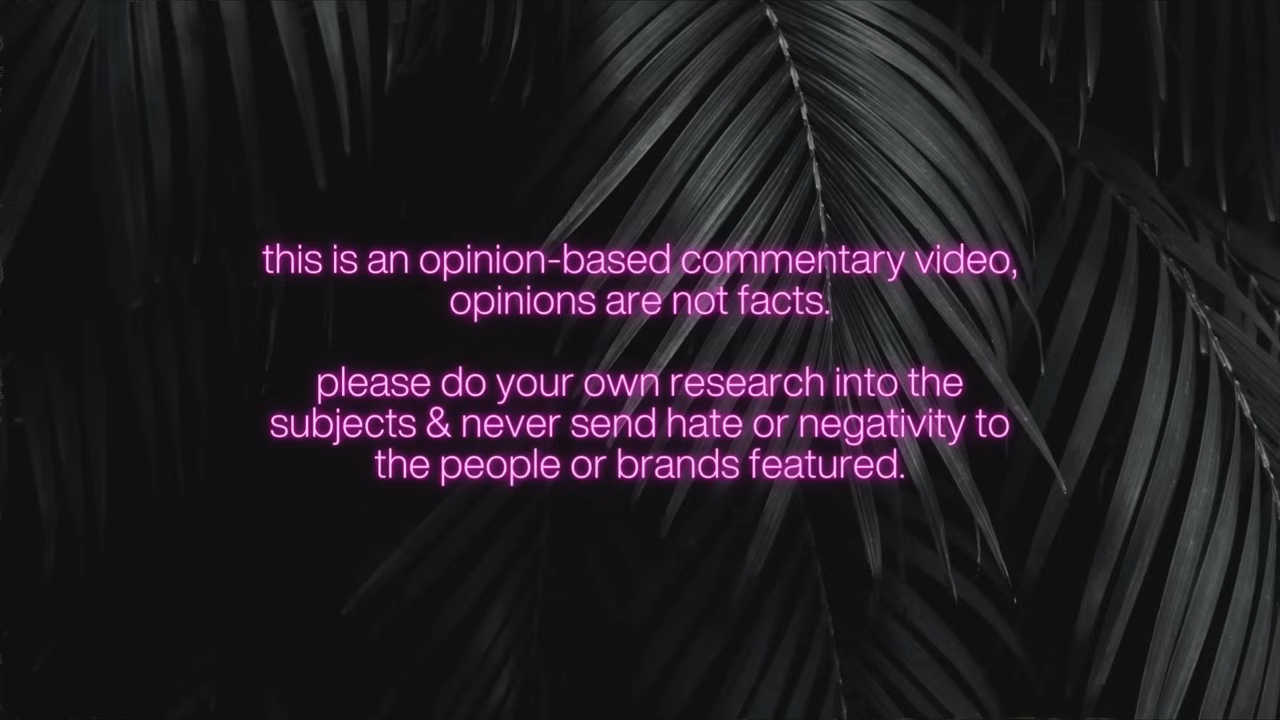 this is an opinion-based commentary video,
opinions are not facts.
please do your own research into the
subjects & never send hate or negativity to
the people or brands featured.